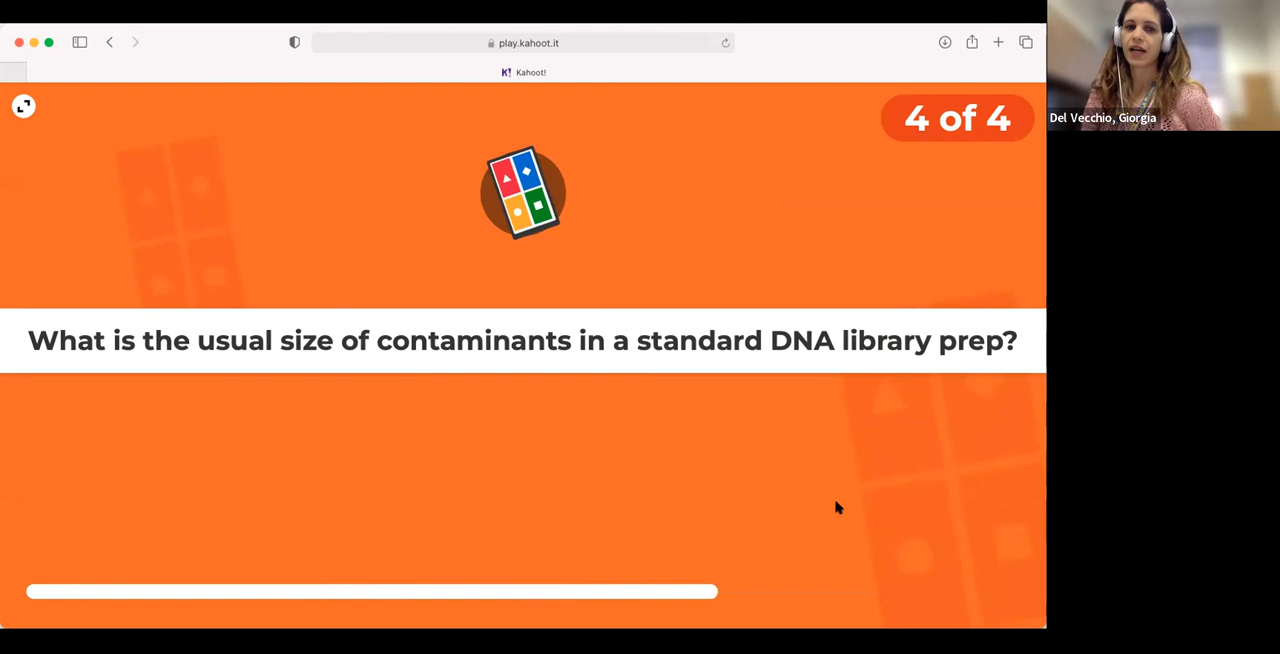 play.kahoot.it
K! Kahoot!
4 of 4
Del Vecchio, Giorgia
What is the usual size of contaminants in a standard DNA library prep?